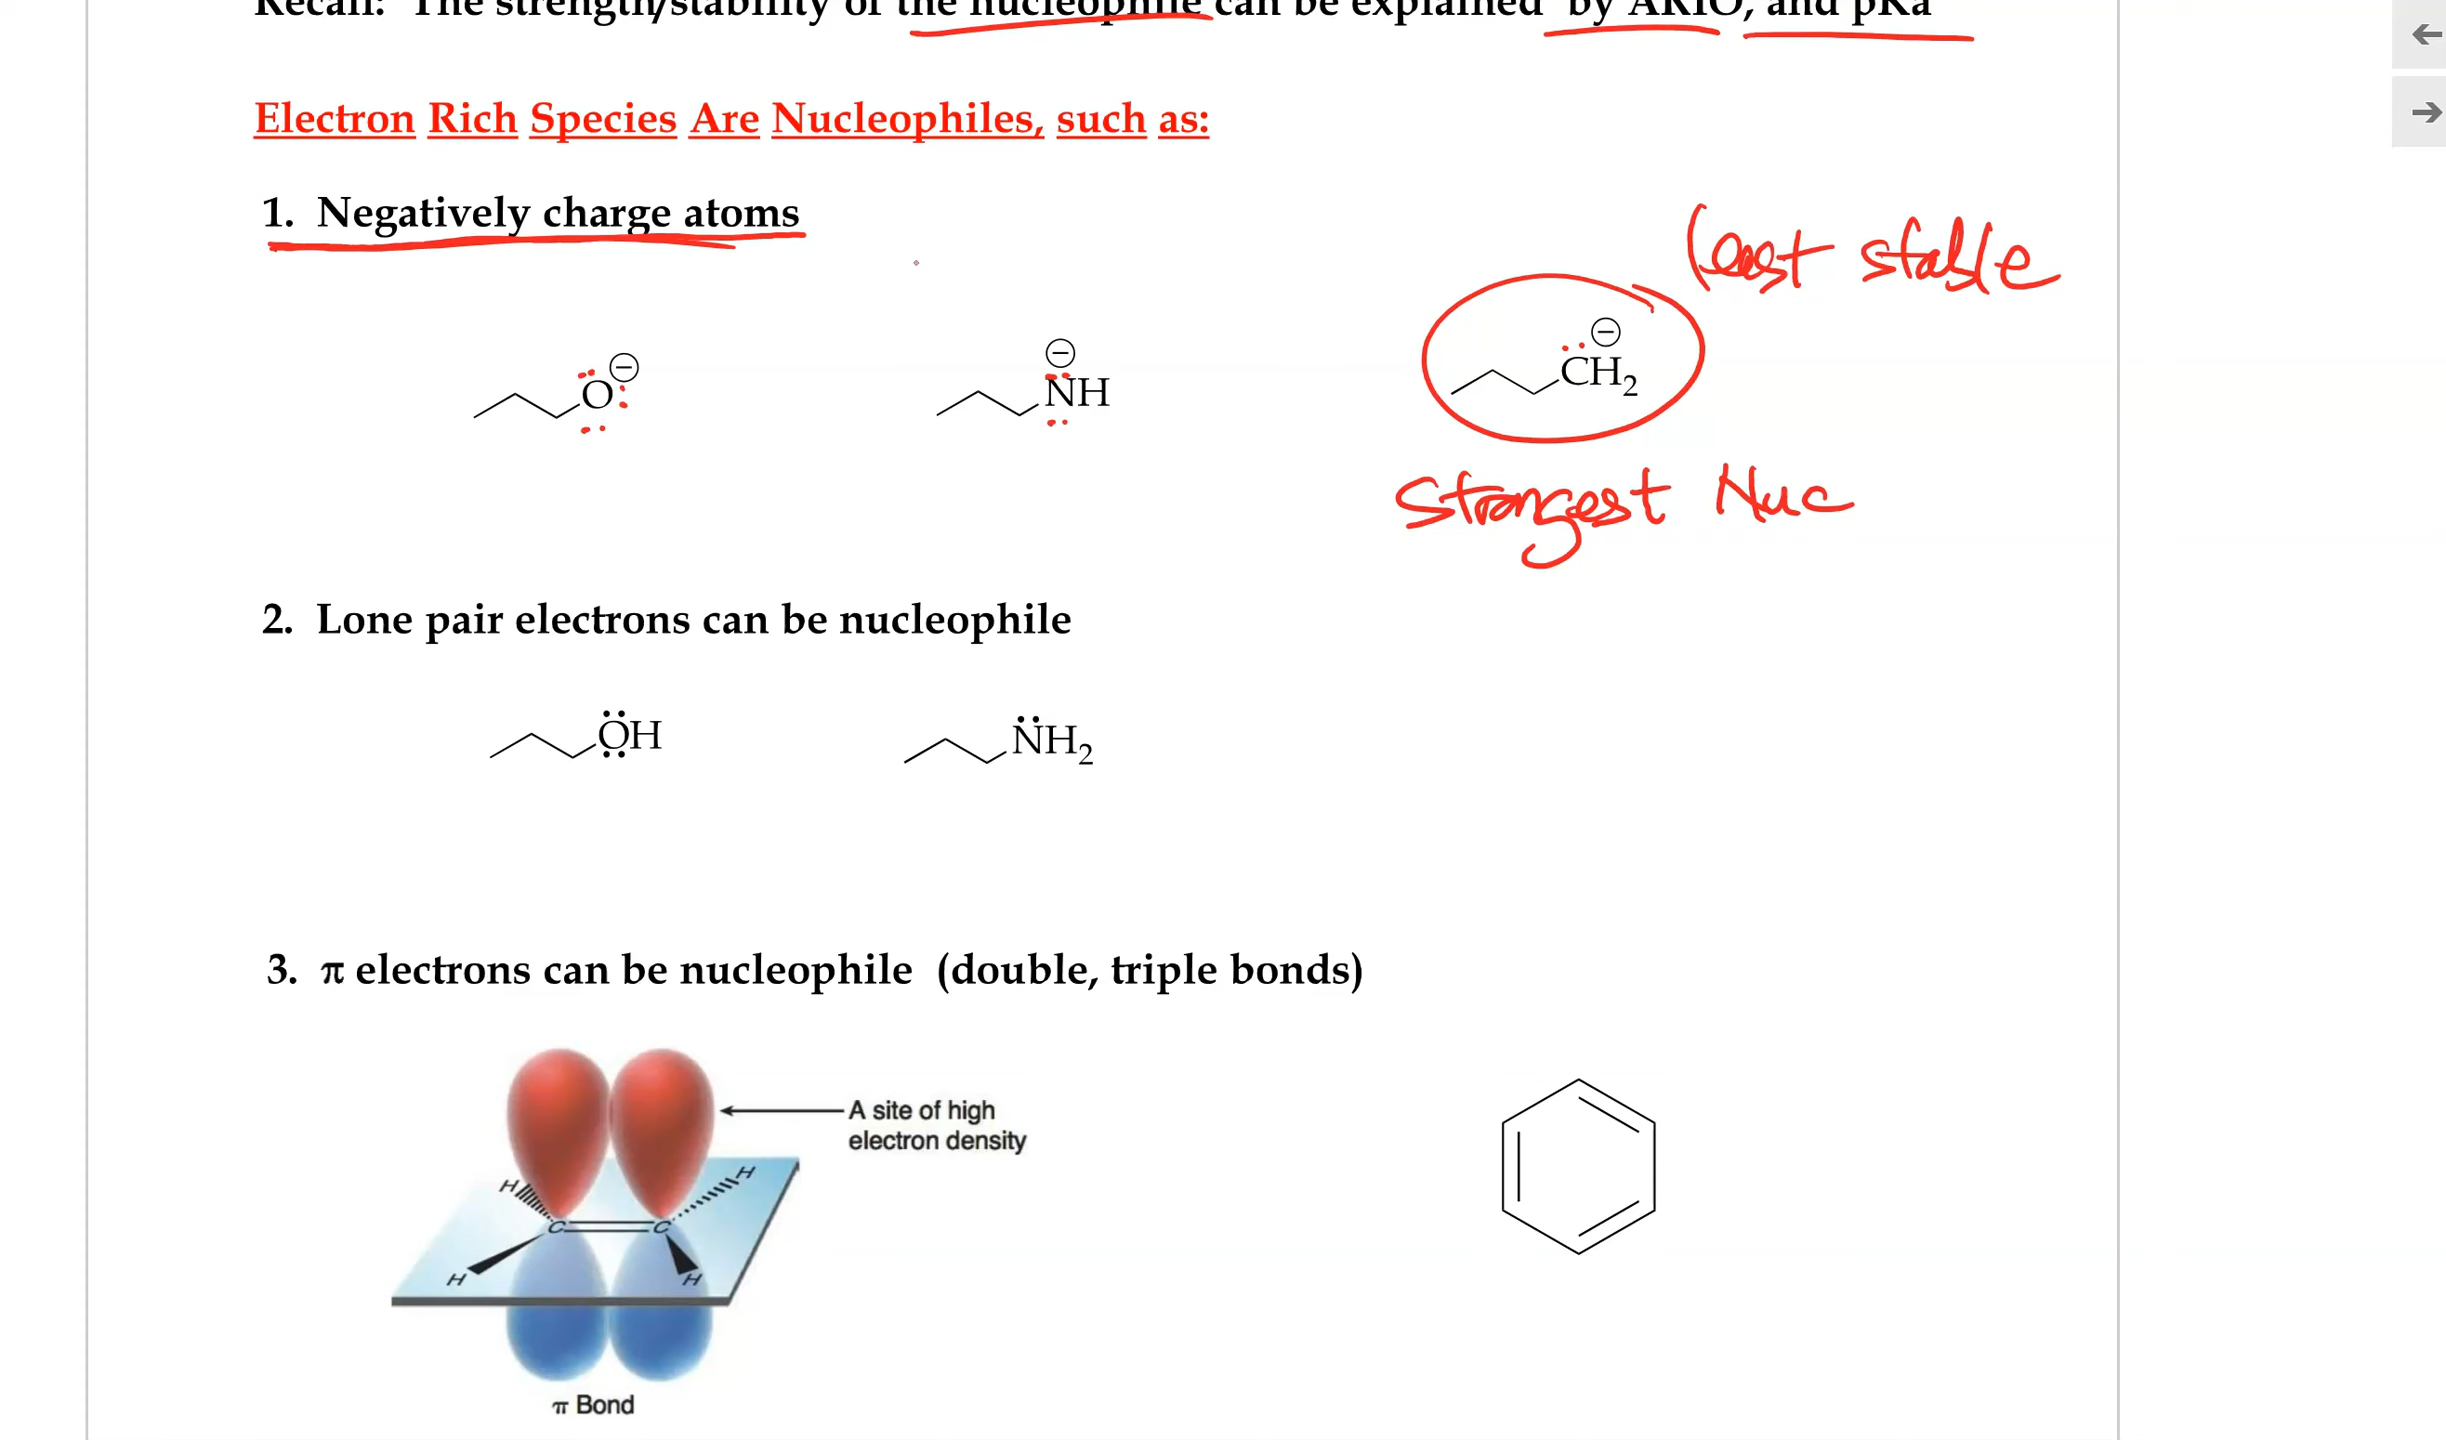 Recall: The strength/stability of the nucleophile can be explained by ARIO, and pKa
Electron Rich Species Are Nucleophiles, such as:
1. Negatively charge atoms
least stable
O:⊖
NH⊖
CH2⊖
Strongest Nuc
2. Lone pair electrons can be nucleophile
ÖH
N̈H2
3. π electrons can be nucleophile (double, triple bonds)
A site of high
electron density
H
H
C
C
H
H
π Bond